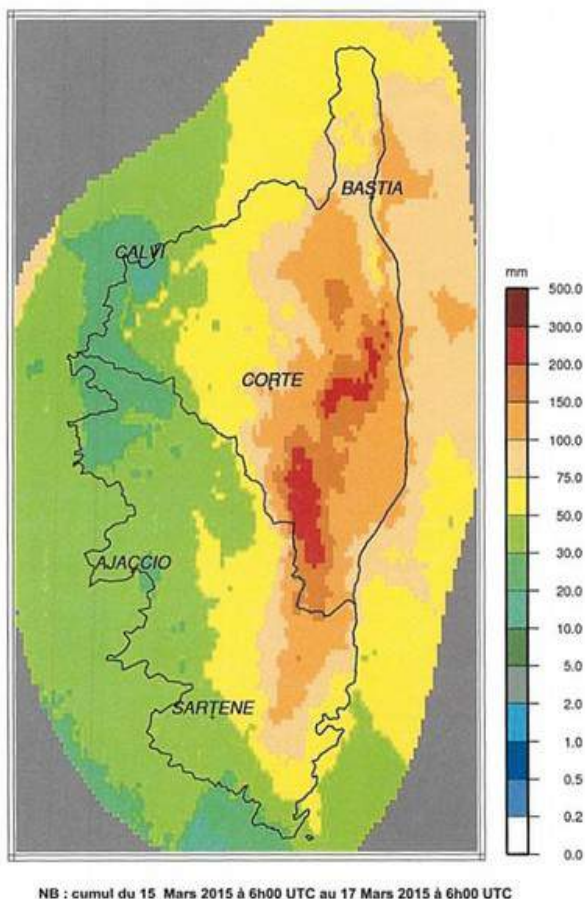 BASTIA
CALVI
CORTE
AJACCIO
SARTENE
mm
500.0
300.0
200.0
150.0
100.0
75.0
50.0
30.0
20.0
10.0
5.0
2.0
1.0
0.5
0.2
0.0
NB : cumul du 15 Mars 2015 à 6h00 UTC au 17 Mars 2015 à 6h00 UTC